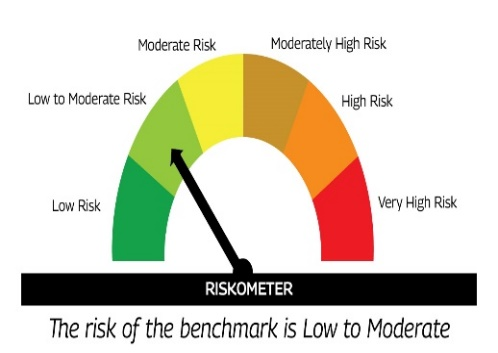 Moderate Risk
Moderately High Risk
Low to Moderate Risk
High Risk
Low Risk
Very High Risk
RISKOMETER
The risk of the benchmark is Low to Moderate